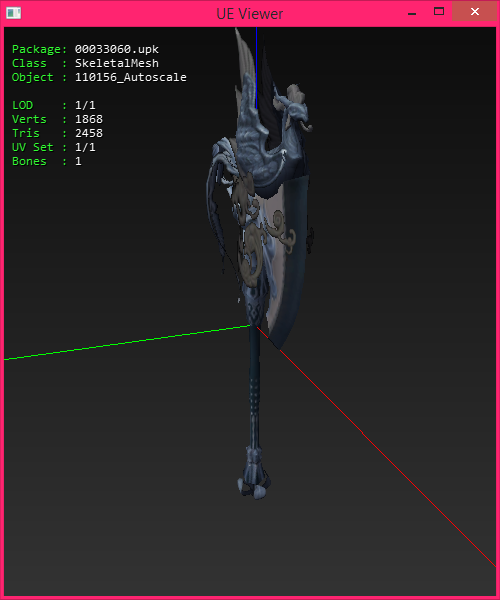 UE Viewer
Package: 00033060.upk
Class : SkeletalMesh
Object : 110156_Autoscale
LOD : 1/1
Verts : 1868
Tris : 2458
UV Set : 1/1
Bones : 1